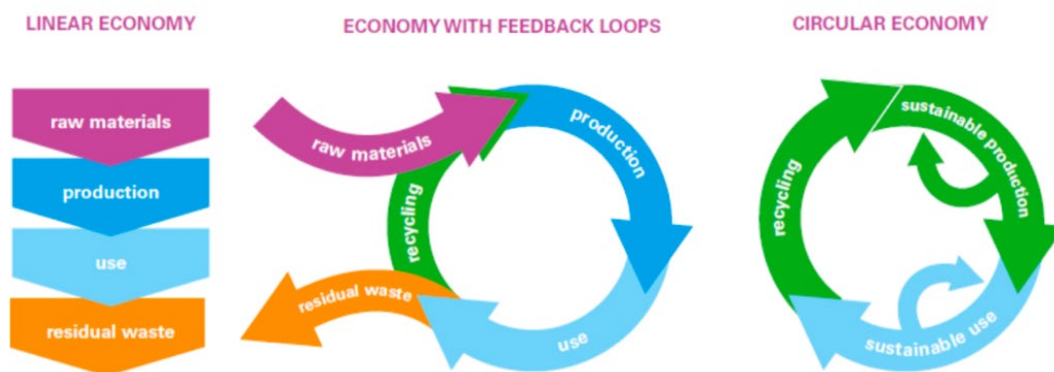 LINEAR ECONOMY
raw materials
production
use
residual waste
ECONOMY WITH FEEDBACK LOOPS
raw materials
production
recycling
residual waste
use
CIRCULAR ECONOMY
sustainable production
recycling
sustainable use